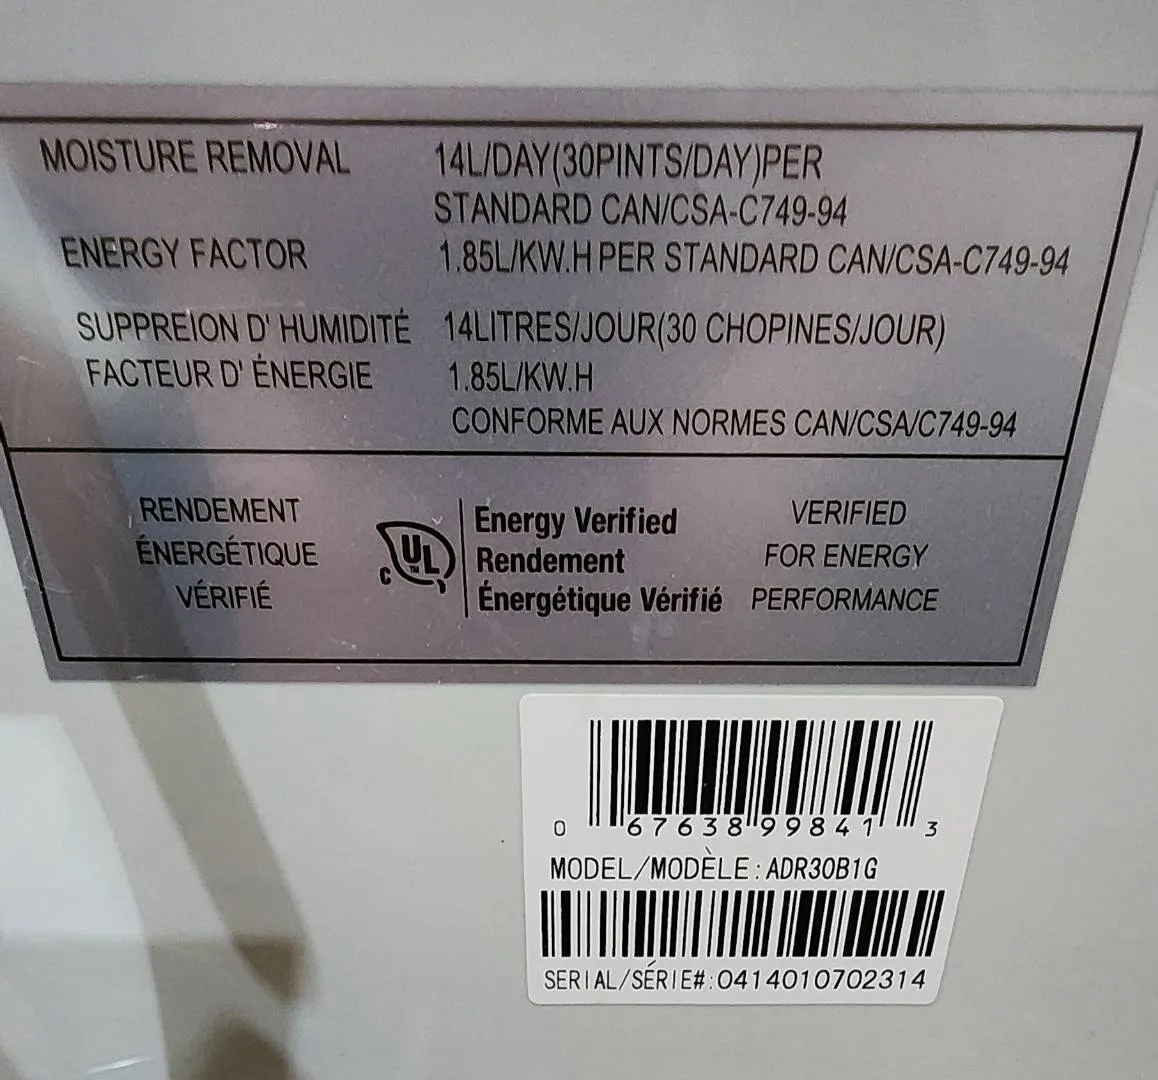 MOISTURE REMOVAL 14L/DAY(30PINTS/DAY)PER
STANDARD CAN/CSA-C749-94
ENERGY FACTOR 1.85L/KW.H PER STANDARD CAN/CSA-C749-94
SUPPREION D' HUMIDITÉ 14LITRES/JOUR(30 CHOPINES/JOUR)
FACTEUR D' ÉNERGIE 1.85L/KW.H
CONFORME AUX NORMES CAN/CSA/C749-94
RENDEMENT
ÉNERGÉTIQUE
VÉRIFIÉ
C UL TM
Energy Verified
Rendement
Énergétique Vérifié
VERIFIED
FOR ENERGY
PERFORMANCE
0 67638 99841 3
MODEL/MODÈLE:ADR30B1G
SERIAL/SÉRIE#:0414010702314